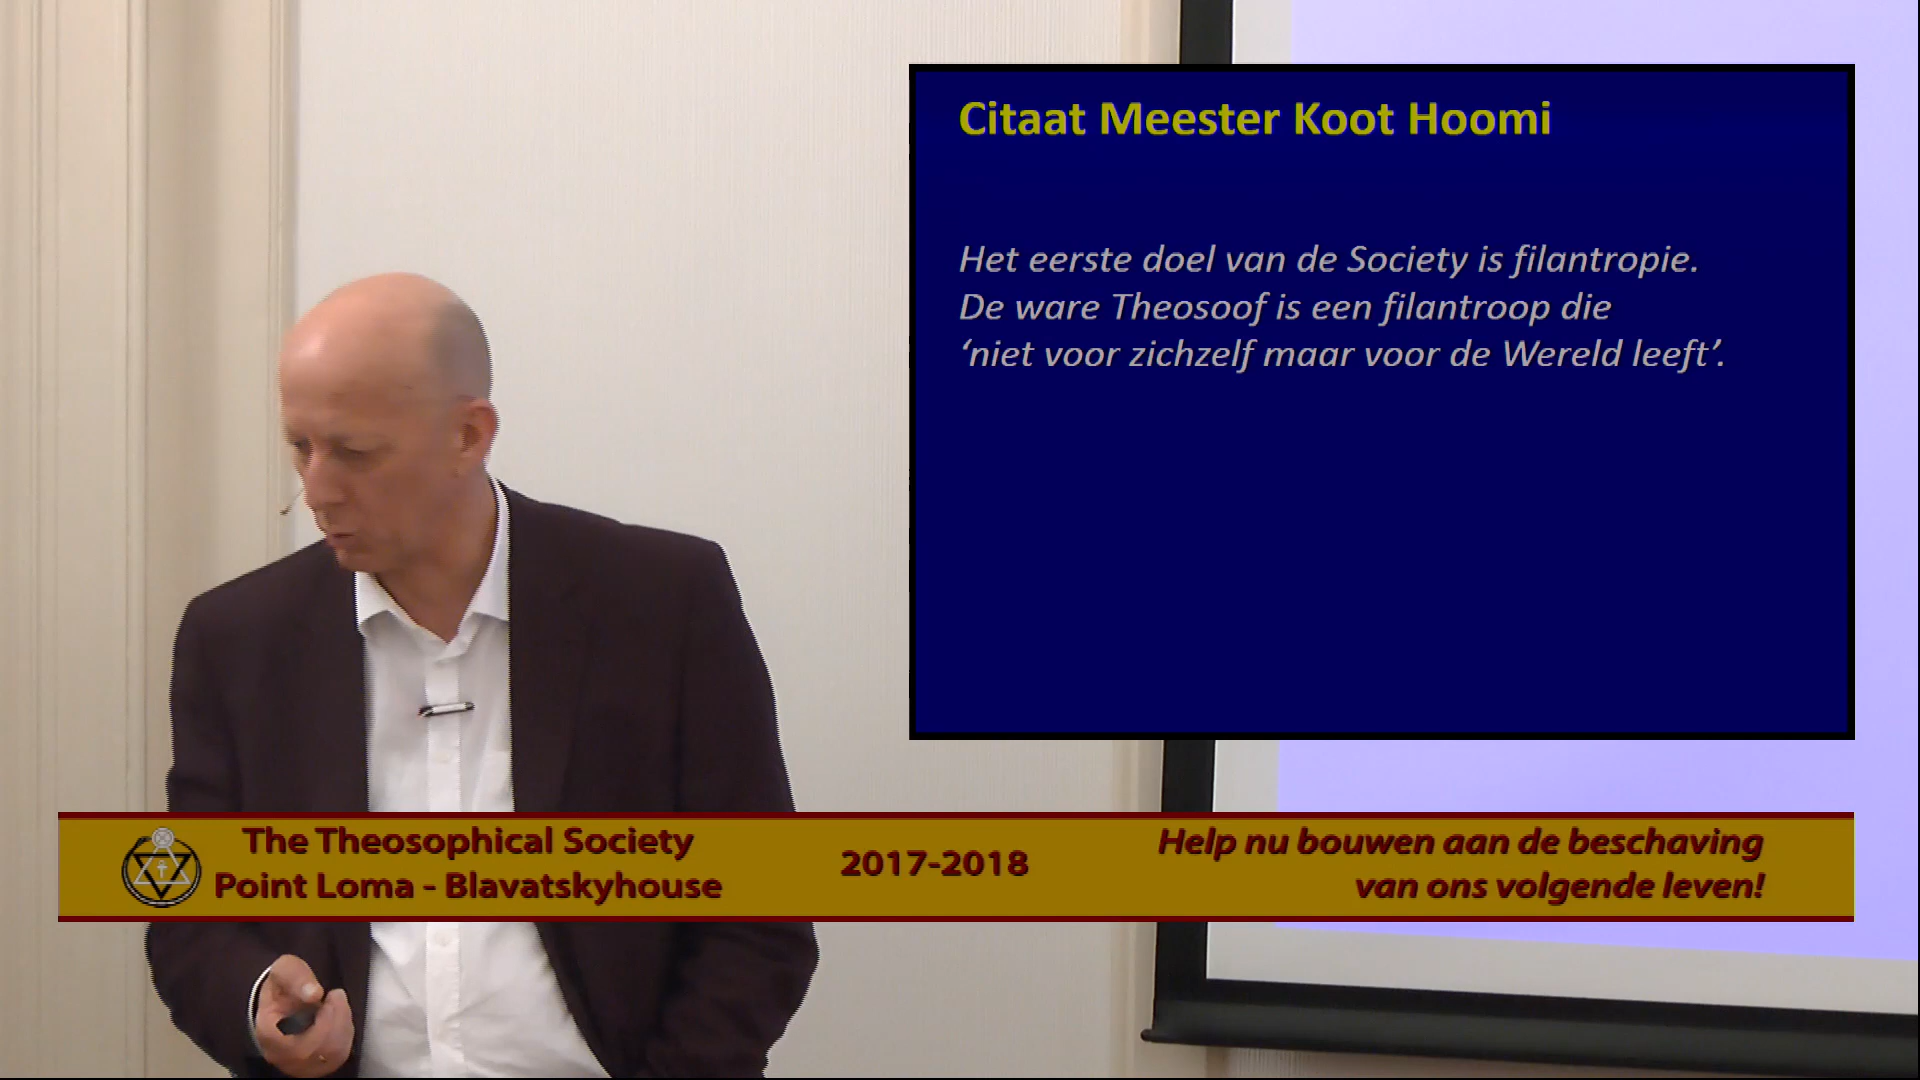 Citaat Meester Koot Hoomi
Het eerste doel van de Society is filantropie.
De ware Theosoof is een filantroop die
‘niet voor zichzelf maar voor de Wereld leeft’.
The Theosophical Society
Point Loma - Blavatskyhouse
2017-2018
Help nu bouwen aan de beschaving
van ons volgende leven!